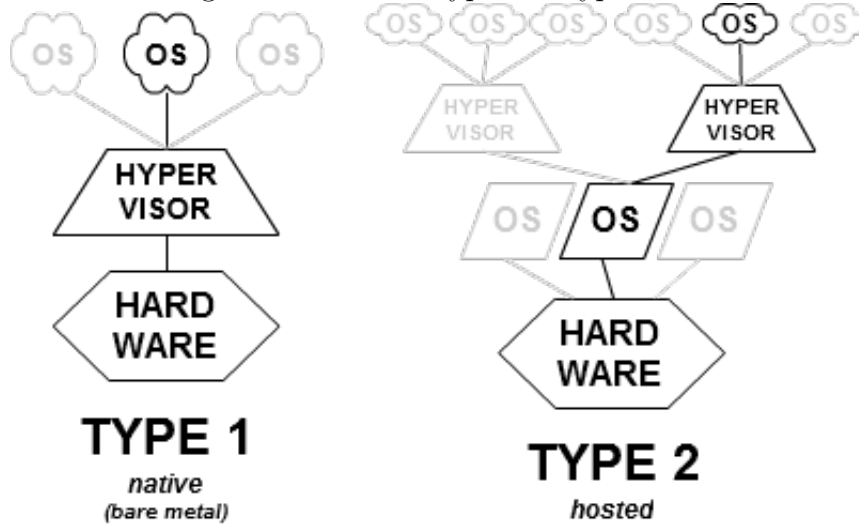 OS OS OS
HYPER
VISOR
HARD
WARE
TYPE 1
native
(bare metal)
OS OS OS OS OS OS
HYPER
VISOR
HYPER
VISOR
OS OS OS
HARD
WARE
TYPE 2
hosted